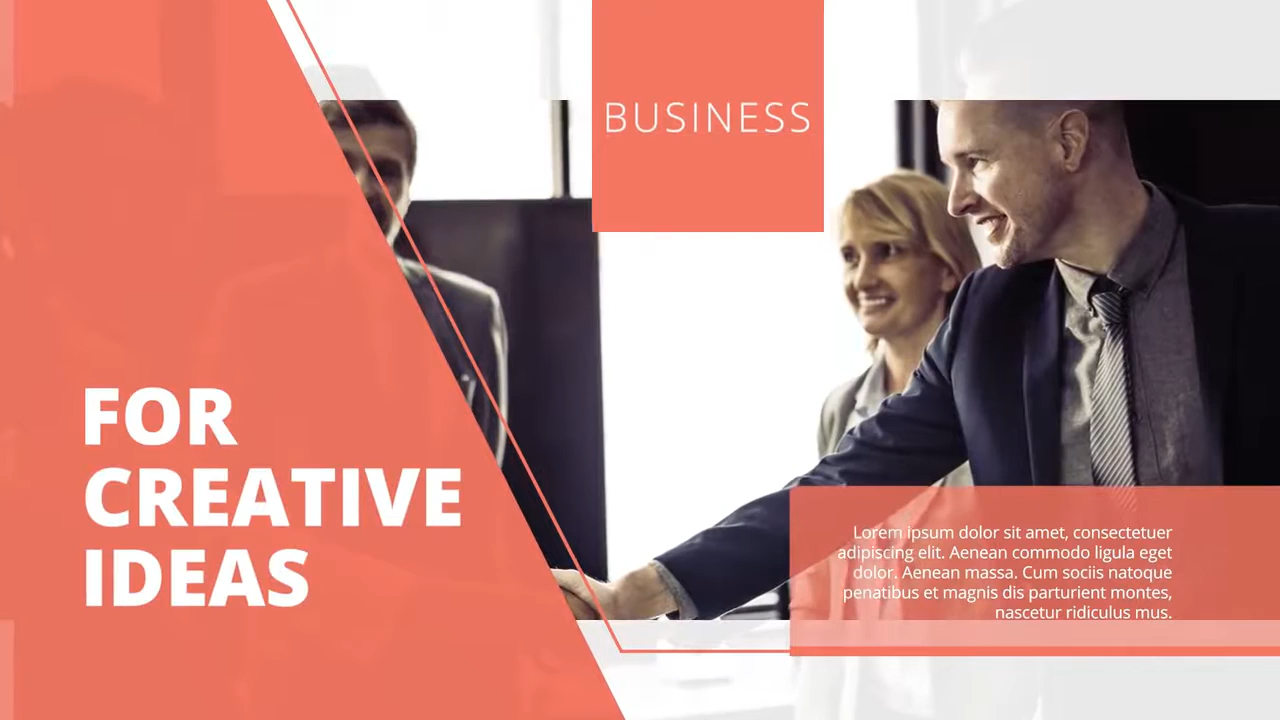 BUSINESS
FOR
CREATIVE
IDEAS
Lorem ipsum dolor sit amet, consectetuer
adipiscing elit. Aenean commodo ligula eget
dolor. Aenean massa. Cum sociis natoque
penatibus et magnis dis parturient montes,
nascetur ridiculus mus.